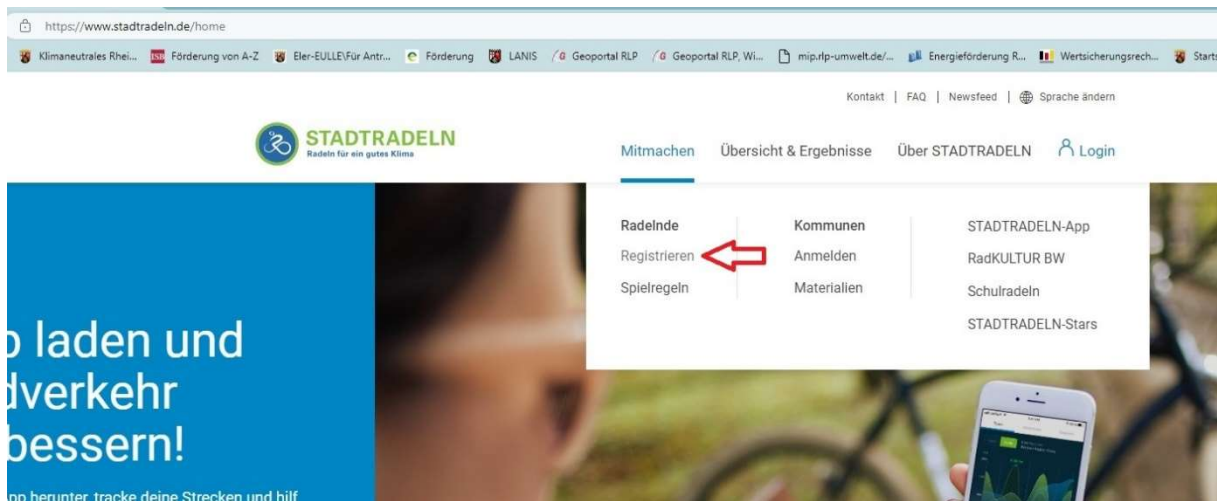 https://www.stadtradeln.de/home
Klimaneutrales Rhei... ISB Förderung von A-Z Eler-EULLE\Für Antr... Förderung LANIS Geoportal RLP Geoportal RLP, Wi... mip.rlp-umwelt.de/... Energieförderung R... Wertsicherungsrech... Starts
Kontakt | FAQ | Newsfeed | Sprache ändern
STADTRADELN
Radeln für ein gutes Klima
Mitmachen Übersicht & Ergebnisse Über STADTRADELN Login
Radelnde Kommunen STADTRADELN-App
Registrieren Anmelden RadKULTUR BW
Spielregeln Materialien Schulradeln
STADTRADELN-Stars
laden und
dverkehr
bessern!
pp herunter, tracke deine Strecken und hilf